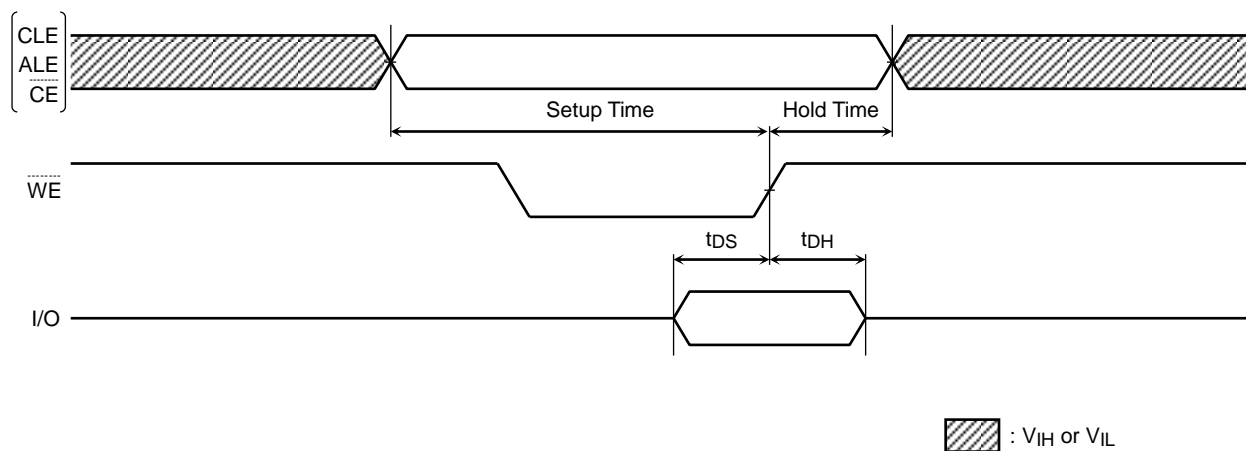 CLE
ALE
CE
Setup Time
Hold Time
WE
tDS
tDH
I/O
: VIH or VIL